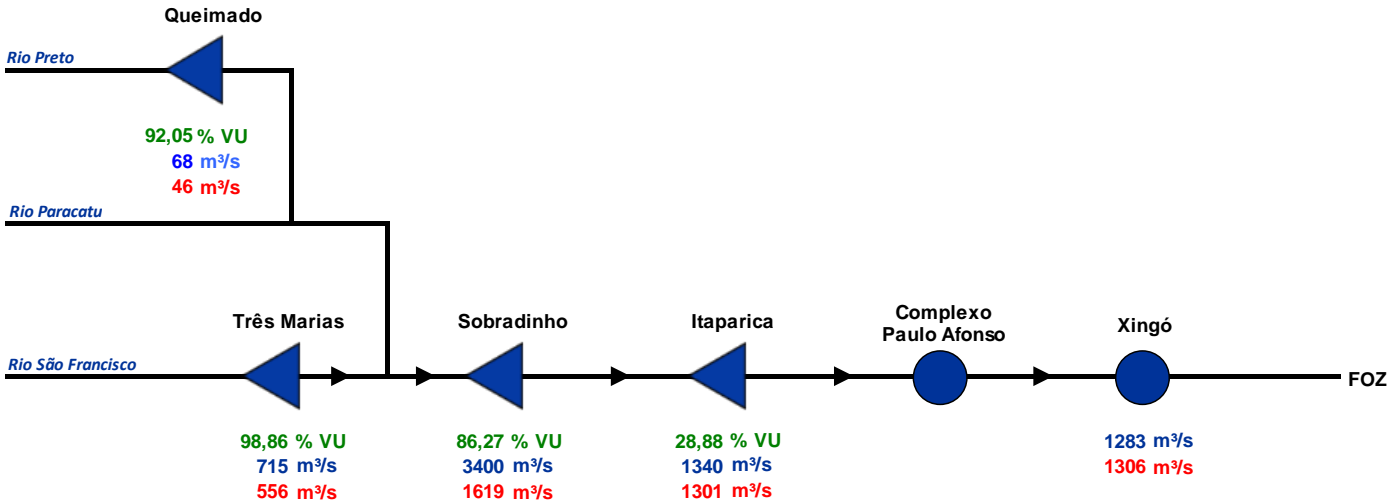 Queimado
Rio Preto
92,05 % VU
68 m³/s
46 m³/s
Rio Paracatu
Três Marias
Sobradinho
Itaparica
Complexo
Paulo Afonso
Xingó
Rio São Francisco
FOZ
98,86 % VU
715 m³/s
556 m³/s
86,27 % VU
3400 m³/s
1619 m³/s
28,88 % VU
1340 m³/s
1301 m³/s
1283 m³/s
1306 m³/s